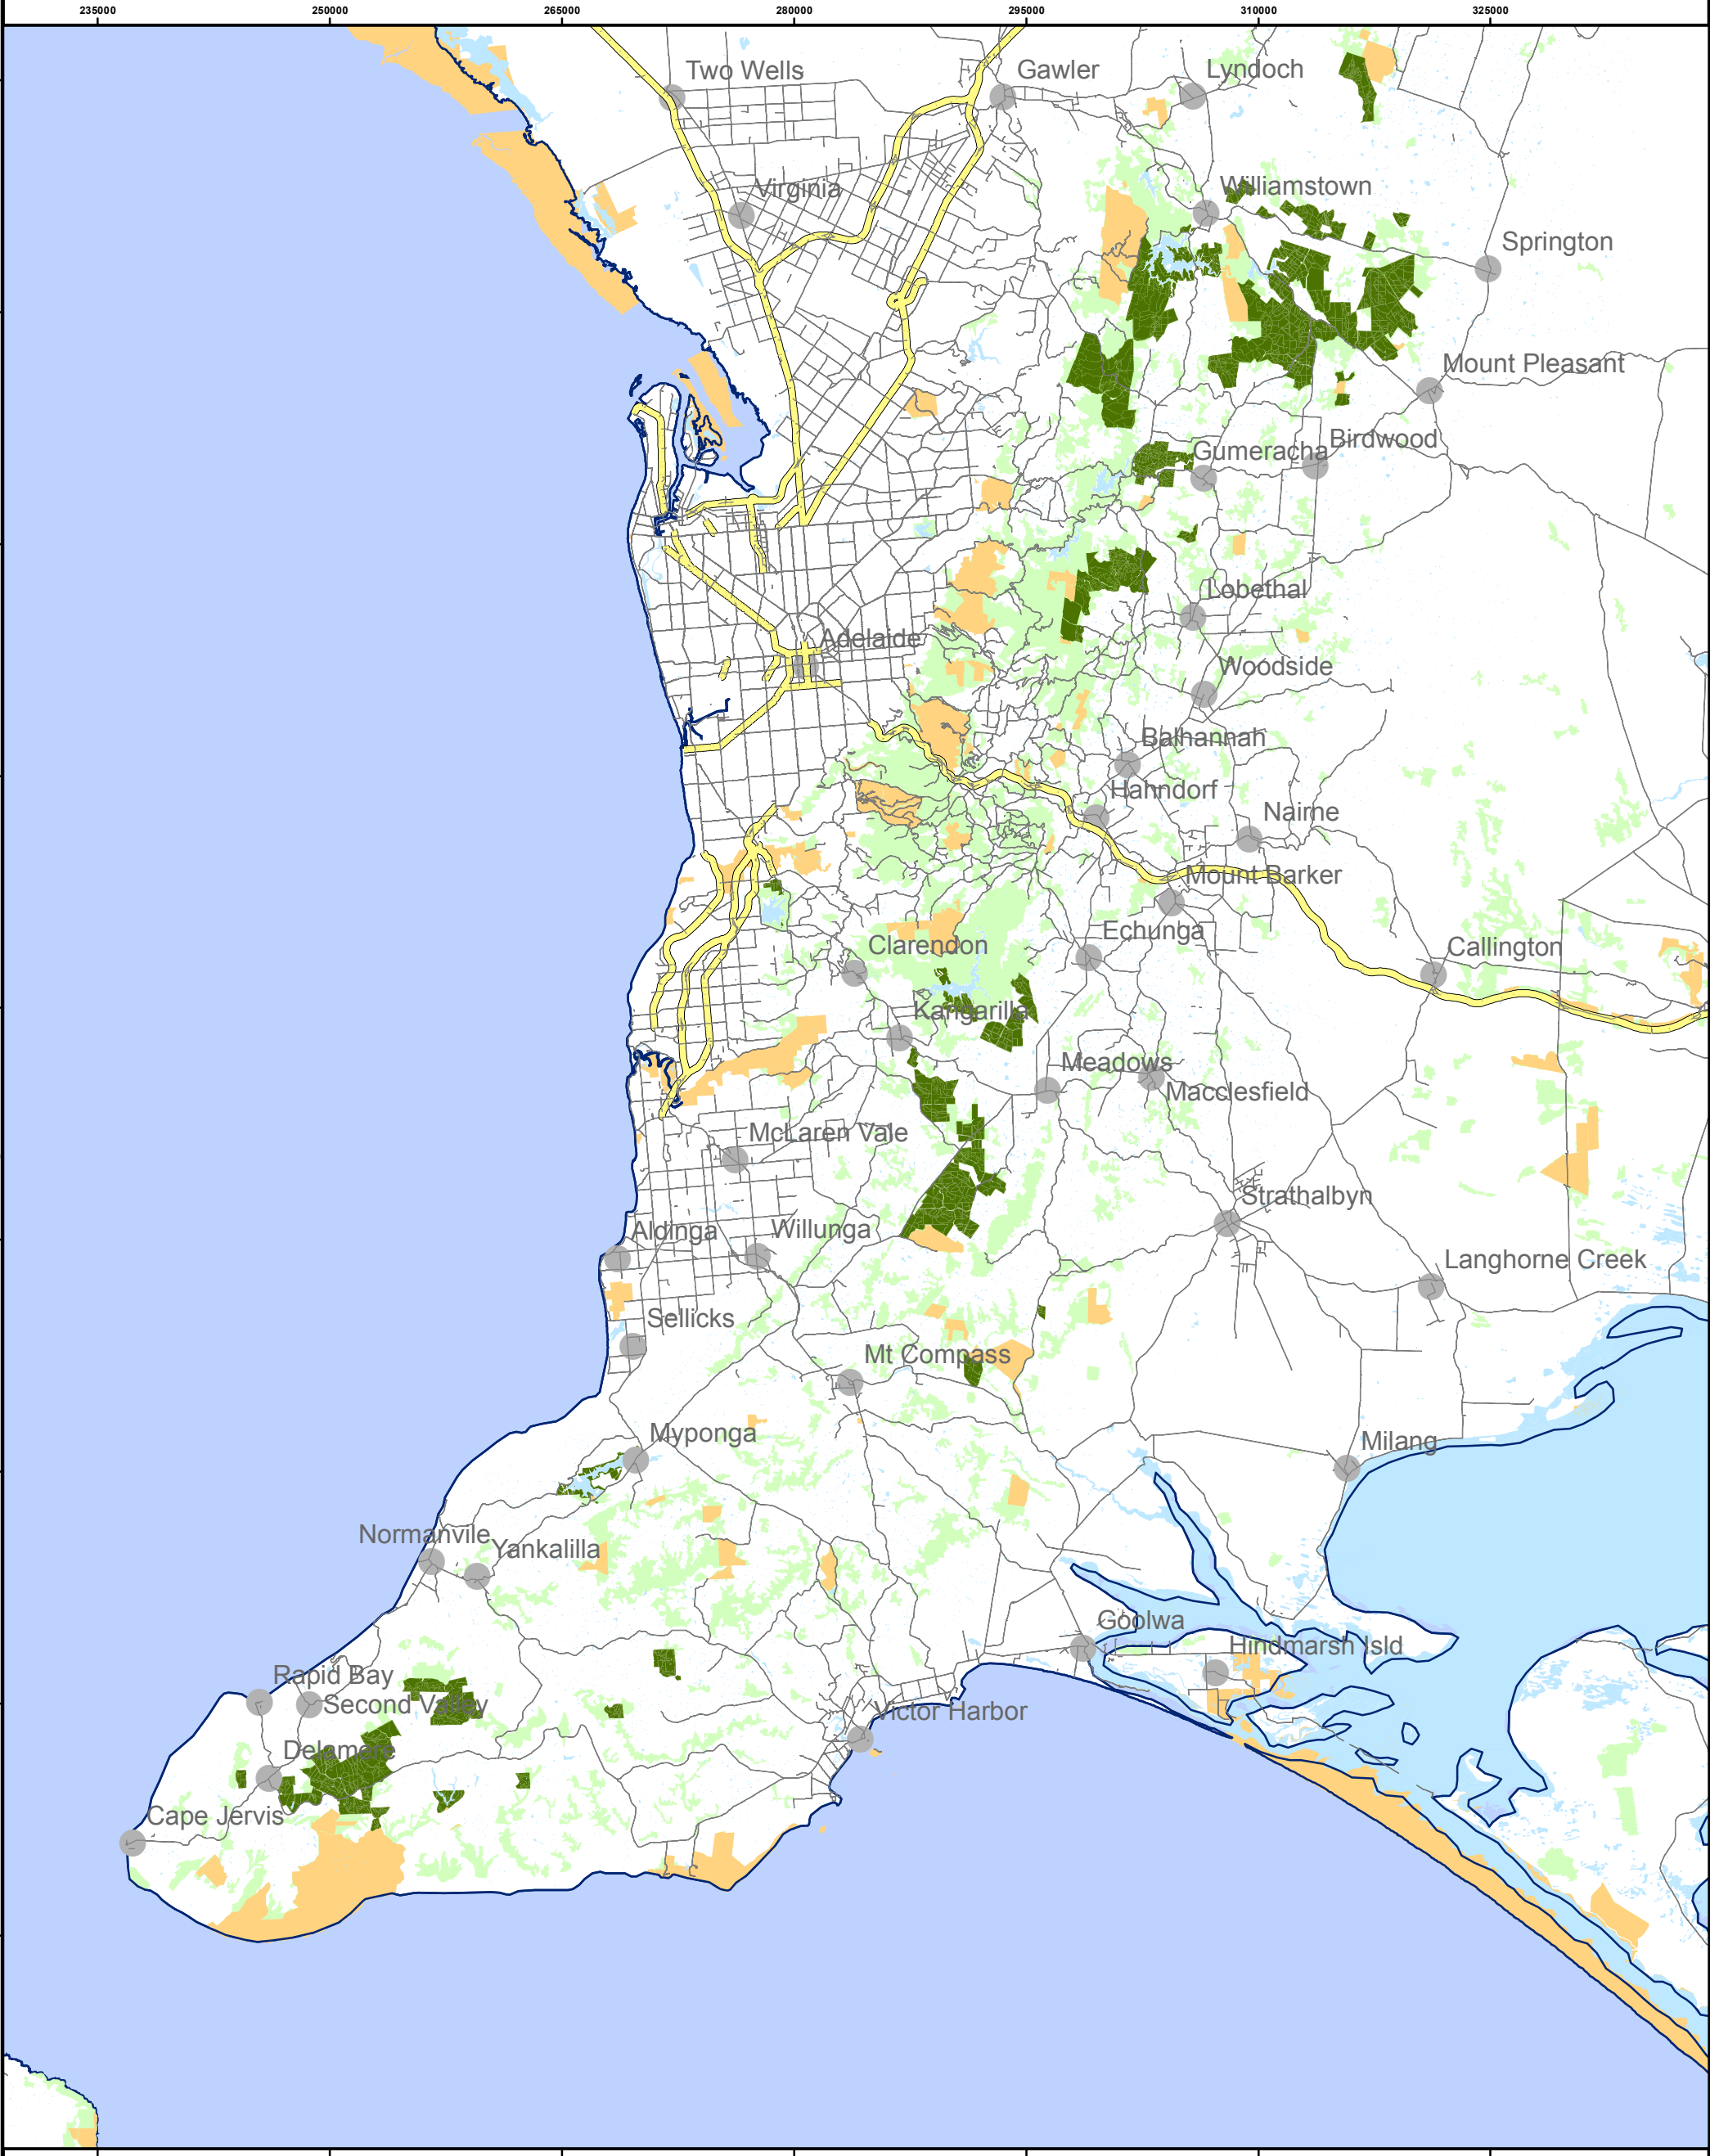 235000 250000 265000 280000 295000 310000 325000
Two Wells
Gawler
Lyndoch
Virginia
Williamstown
Springton
Mount Pleasant
Birdwood
Gumeracha
Lobethal
Adelaide
Woodside
Balhannah
Hahndorf
Nairne
Mount Barker
Echunga
Clarendon
Callington
Kangarilla
Meadows
Macclesfield
McLaren Vale
Strathalbyn
Aldinga
Willunga
Langhorne Creek
Sellicks
Mt Compass
Myponga
Milang
Normanvile
Yankalilla
Goolwa
Hindmarsh Isld
Rapid Bay
Second Valley
Victor Harbor
Delamere
Cape Jervis